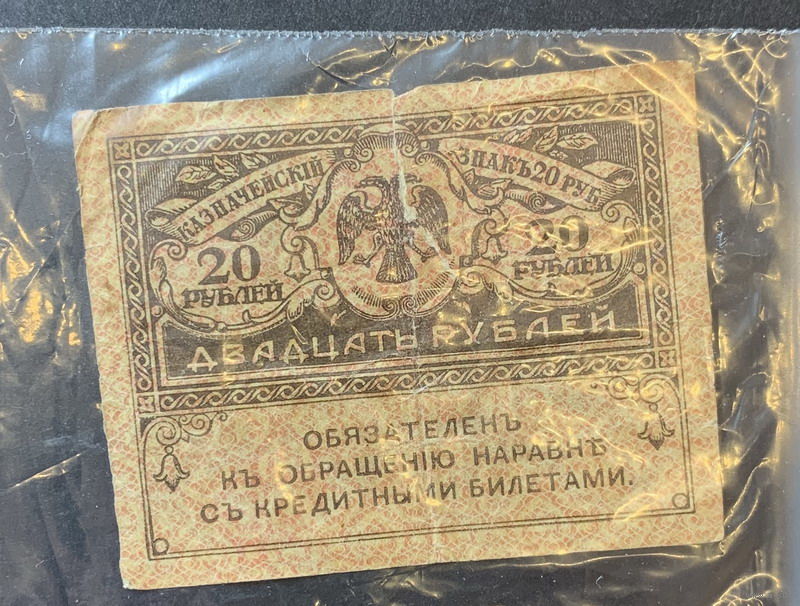 КАЗНАЧЕЙСКІЙ
ЗНАКЪ 20 РУБ.
20
РУБЛЕЙ
20
РУБЛЕЙ
ДВАДЦАТЬ РУБЛЕЙ
ОБЯЗАТЕЛЕНЪ
КЪ ОБРАЩЕНІЮ НАРАВНѢ
СЪ КРЕДИТНЫМИ БИЛЕТАМИ.